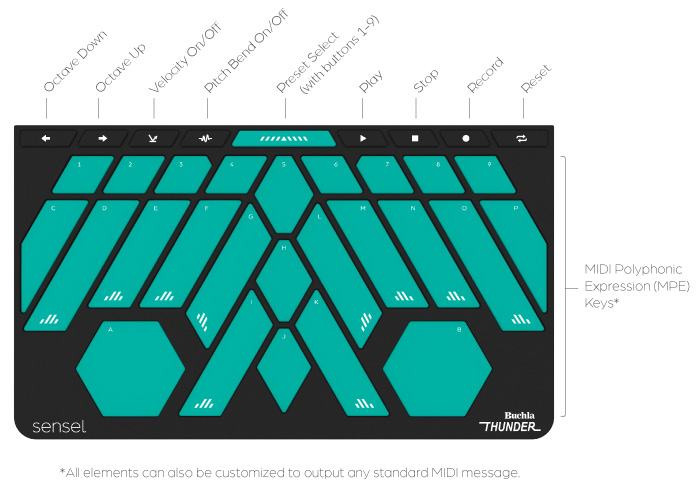 Octave Down
Octave Up
Velocity On/Off
Pitch Bend On/Off
Preset Select
(with buttons 1-9)
Play
Stop
Record
Reset
1 2 3 4 5 6 7 8 9
C D E F G L M N O P
H
I K
J
A B
MIDI Polyphonic
Expression (MPE)
Keys*
sensel
Buchla
THUNDER
*All elements can also be customized to output any standard MIDI message.